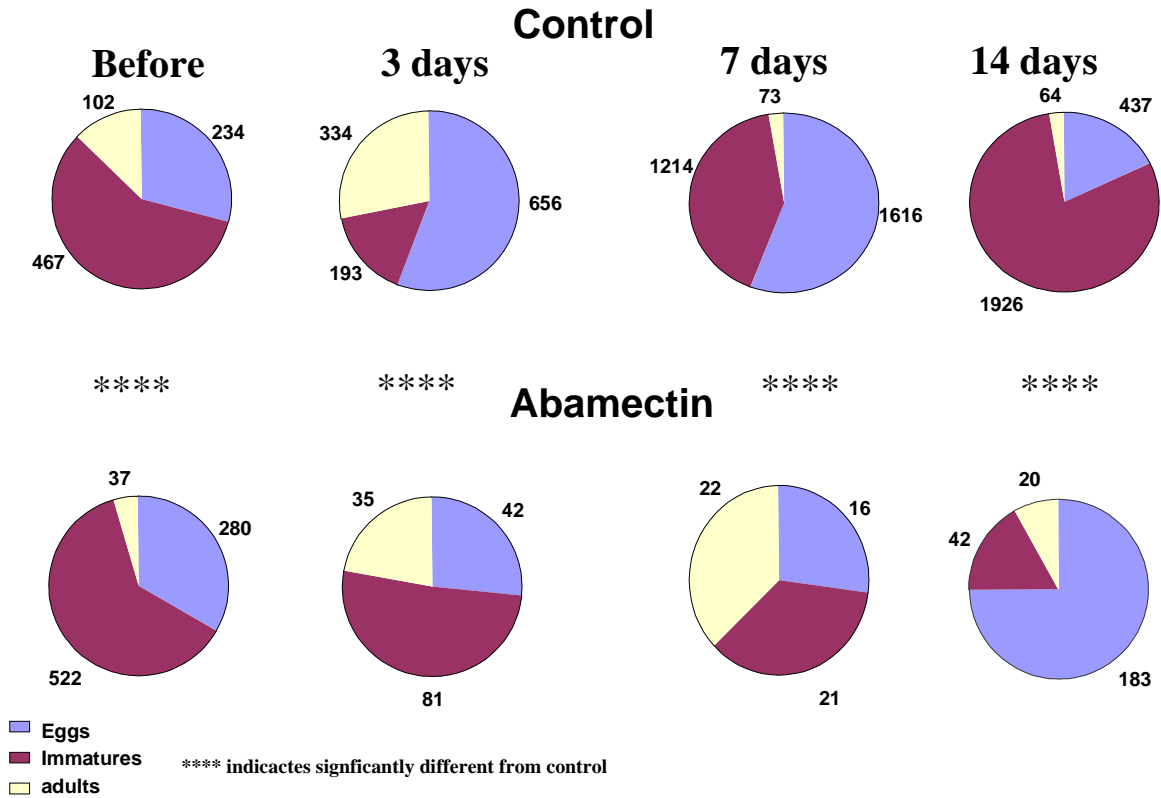 Control
Before 3 days 7 days 14 days
102 234 467
334 656 193
73 1214 1616
64 437 1926
**** **** **** ****
Abamectin
37 280 522
35 42 81
22 16 21
20 42 183
Eggs
Immatures
adults
**** indicactes signficantly different from control